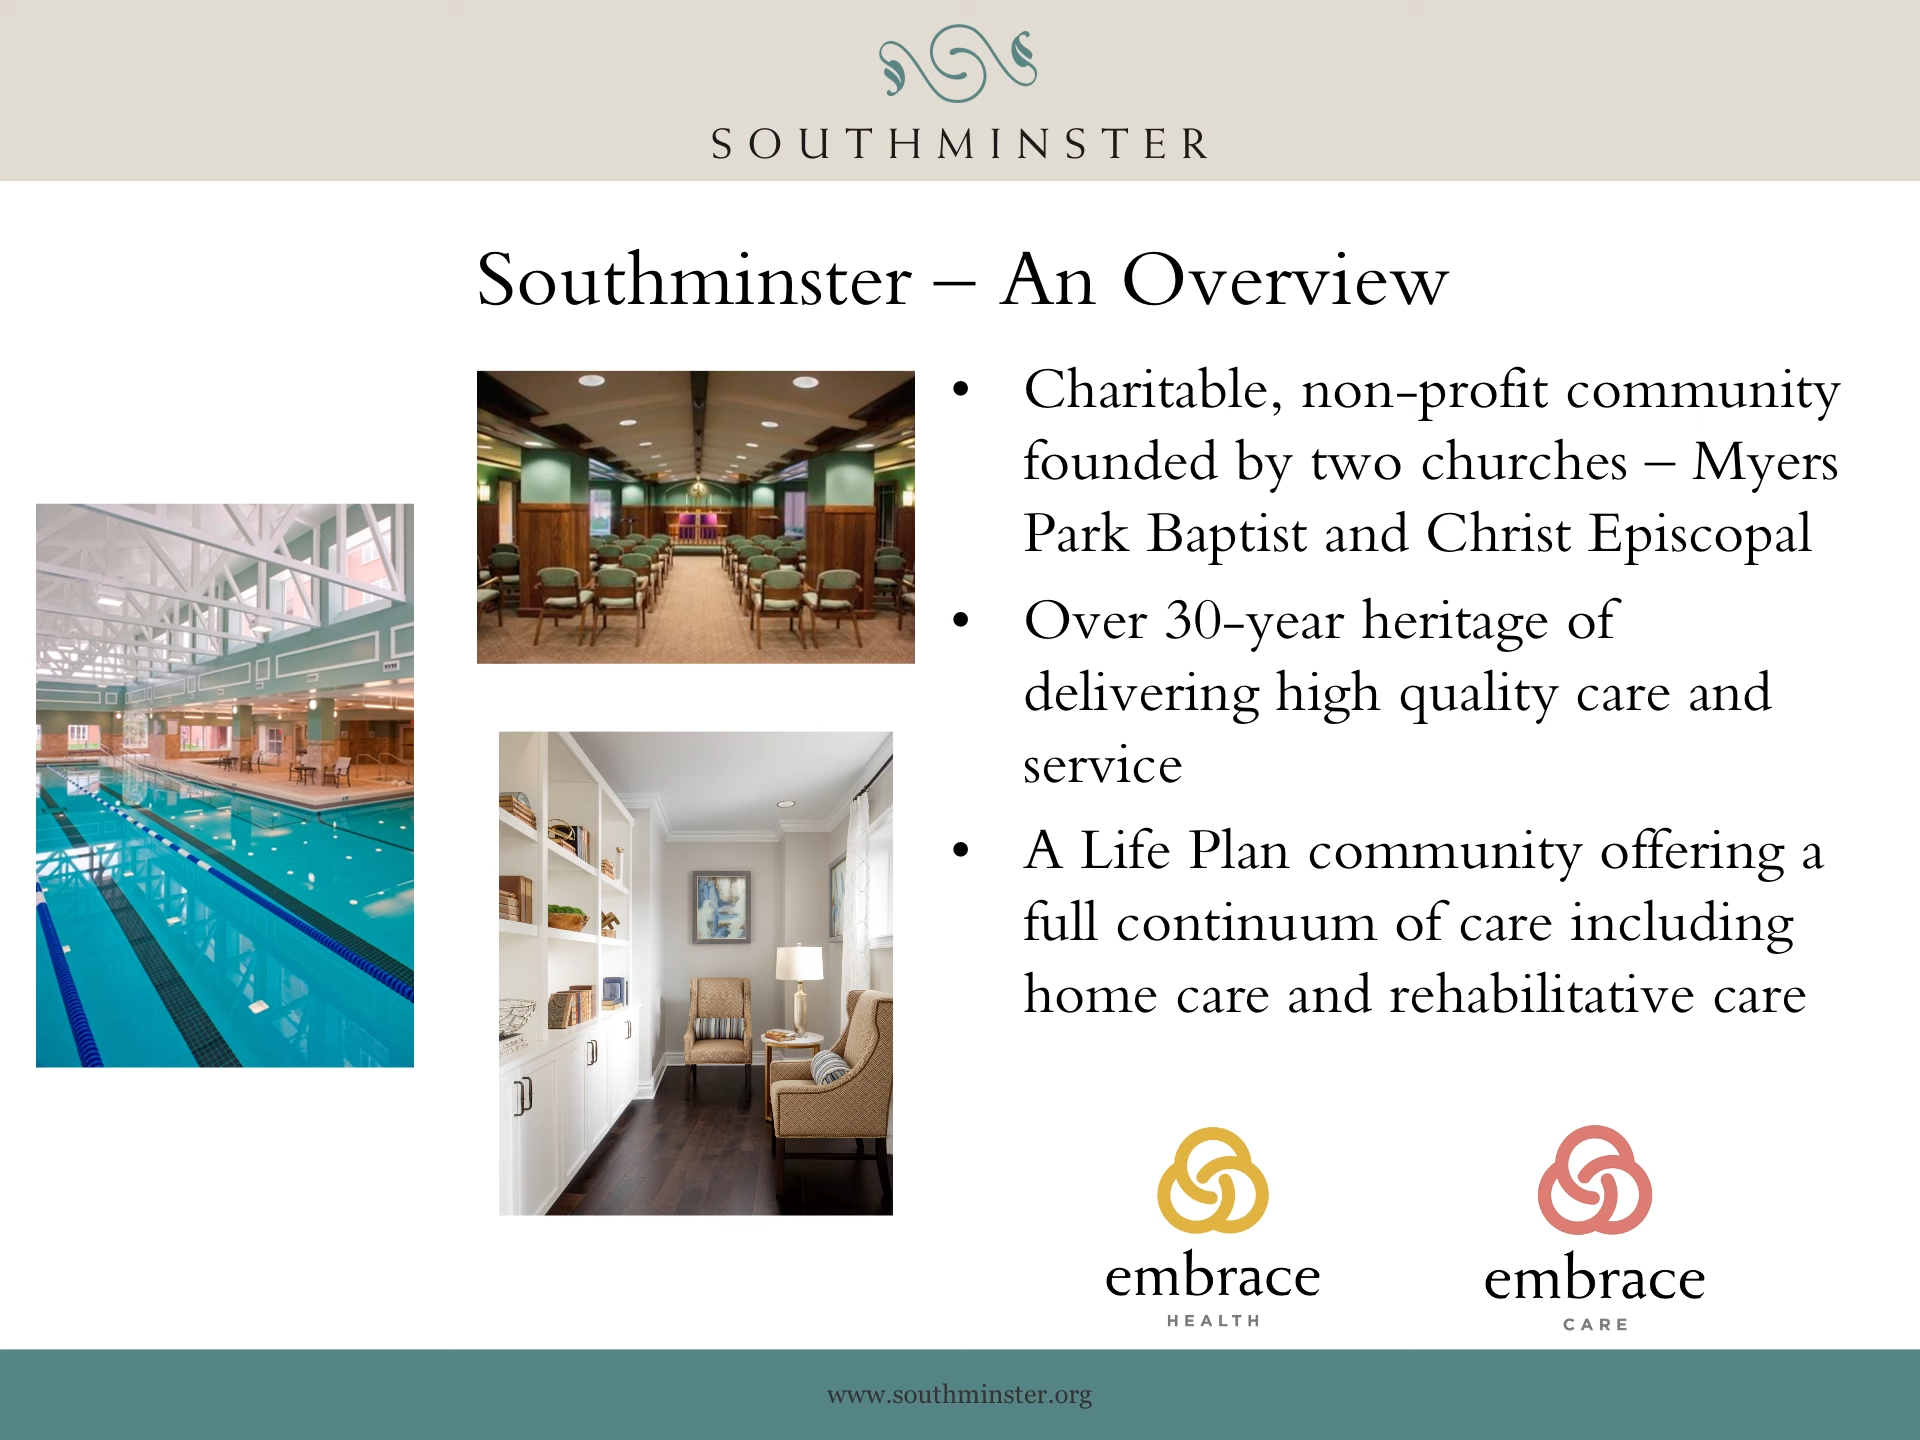 SOUTHMINSTER
Southminster – An Overview
• Charitable, non-profit community
founded by two churches – Myers
Park Baptist and Christ Episcopal
• Over 30-year heritage of
delivering high quality care and
service
• A Life Plan community offering a
full continuum of care including
home care and rehabilitative care
embrace
HEALTH
embrace
CARE
www.southminster.org